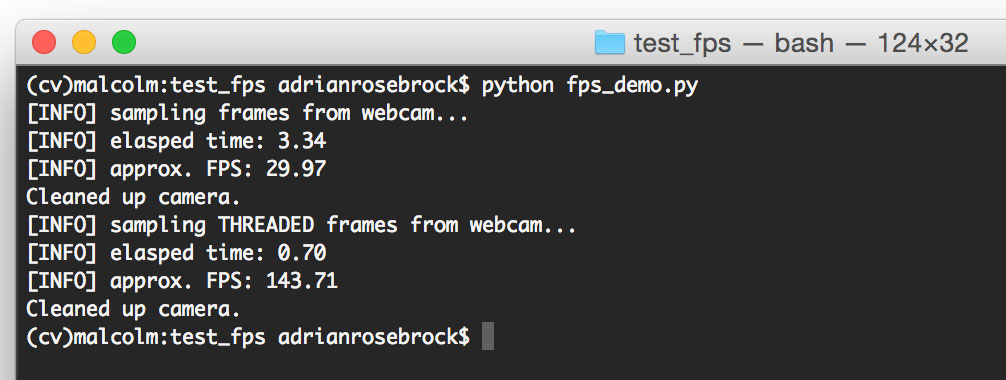 test_fps — bash — 124×32
(cv)malcolm:test_fps adrianrosebrock$ python fps_demo.py
[INFO] sampling frames from webcam...
[INFO] elasped time: 3.34
[INFO] approx. FPS: 29.97
Cleaned up camera.
[INFO] sampling THREADED frames from webcam...
[INFO] elasped time: 0.70
[INFO] approx. FPS: 143.71
Cleaned up camera.
(cv)malcolm:test_fps adrianrosebrock$